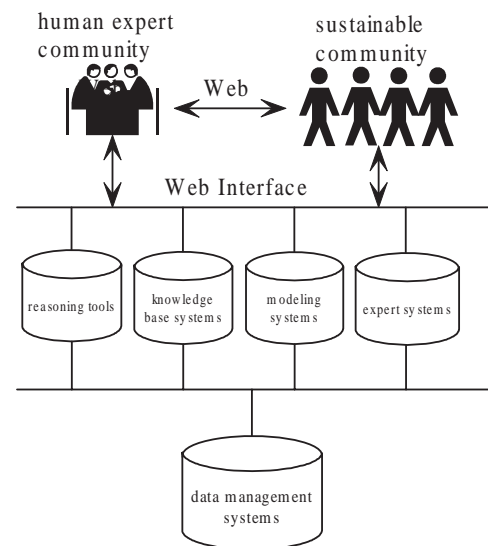 human expert
community
sustainable
community
Web
Web Interface
reasoning tools
knowledge
base systems
modeling
systems
expert systems
data management
systems